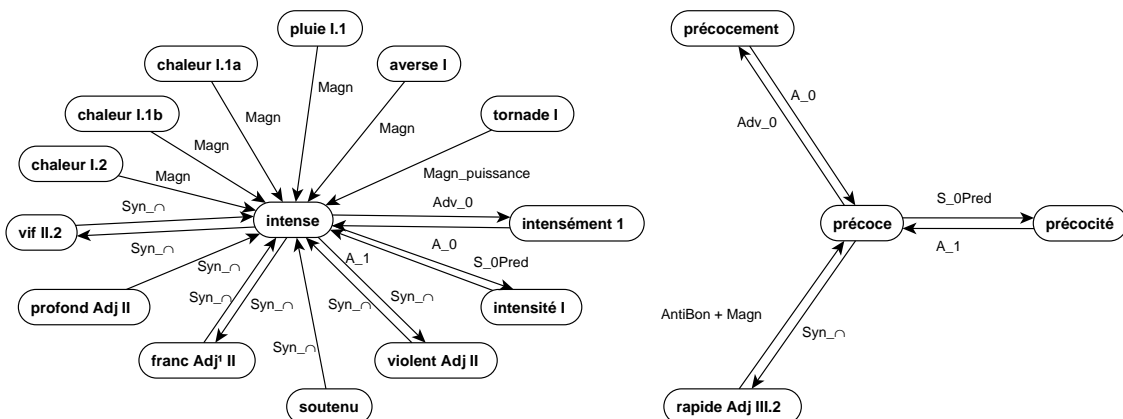 pluie I.1
précocement
chaleur I.1a
averse I
Magn
A_0
chaleur I.1b
Magn
Magn
tornade I
Adv_0
Magn
chaleur I.2
Magn
Magn_puissance
Syn_∩
Adv_0
S_0Pred
vif II.2
intense
intensément 1
précoce
précocité
Syn_∩
A_0
A_1
Syn_∩
A_1
S_0Pred
profond Adj II
Syn_∩
Syn_∩
Syn_∩
Syn_∩
intensité I
AntiBon + Magn
Syn_∩
franc Adj¹ II
Syn_∩
violent Adj II
soutenu
rapide Adj III.2